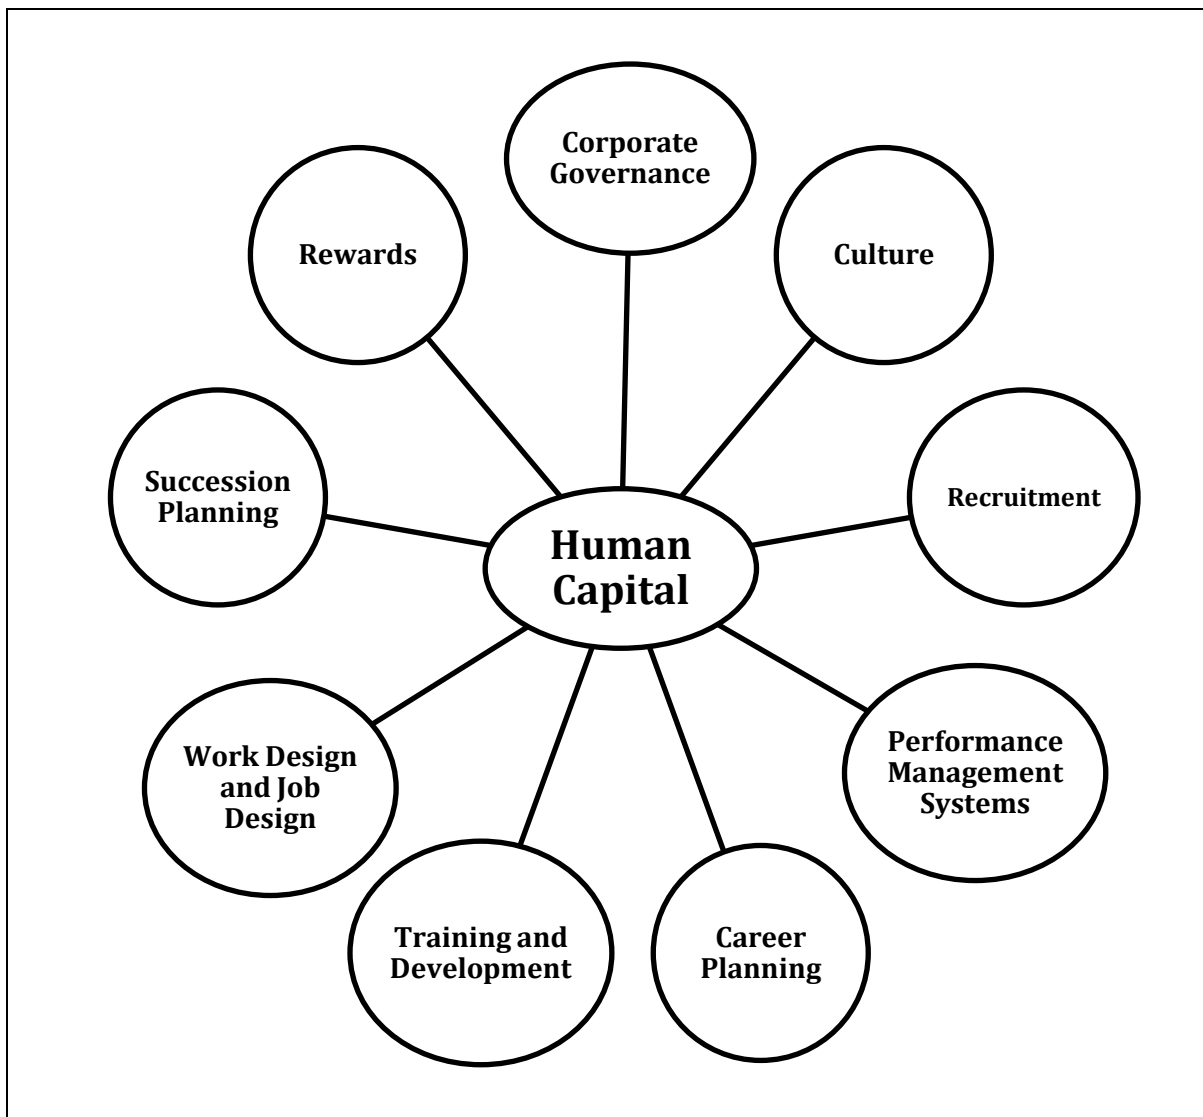 Corporate
Governance
Culture
Recruitment
Performance
Management
Systems
Career
Planning
Training and
Development
Work Design
and Job
Design
Succession
Planning
Rewards
Human
Capital